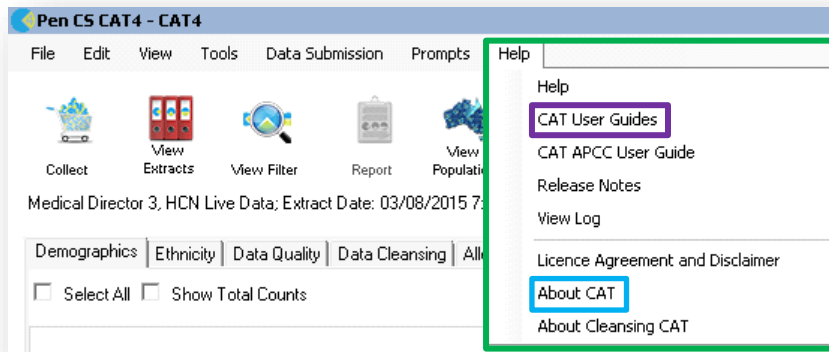 Pen CS CAT4 - CAT4
File Edit View Tools Data Submission Prompts Help
Collect
View Extracts
View Filter
Report
View
Medical Director 3, HCN Live Data; Extract Date: 03/08/2015 7:
Demographics Ethnicity Data Quality Data Cleansing
Select All Show Total Counts
Help
CAT User Guides
CAT APCC User Guide
Release Notes
View Log
Licence Agreement and Disclaimer
About CAT
About Cleansing CAT